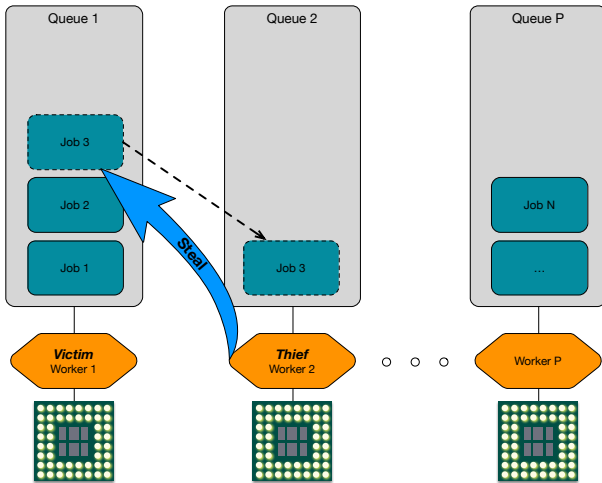 Queue 1
Queue 2
Queue P
Job 3
Job 2
Job N
Steal
Job 1
Job 3
...
Victim
Worker 1
Thief
Worker 2
Worker P